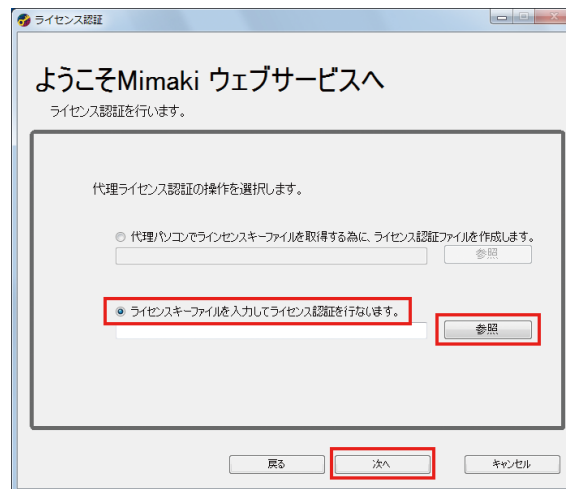 ライセンス認証
ようこそMimaki ウェブサービスへ
ライセンス認証を行います。
代理ライセンス認証の操作を選択します。
代理パソコンでラインセンスキーファイルを取得する為に、ライセンス認証ファイルを作成します。
参照
ライセンスキーファイルを入力してライセンス認証を行ないます。
参照
戻る
次へ
キャンセル